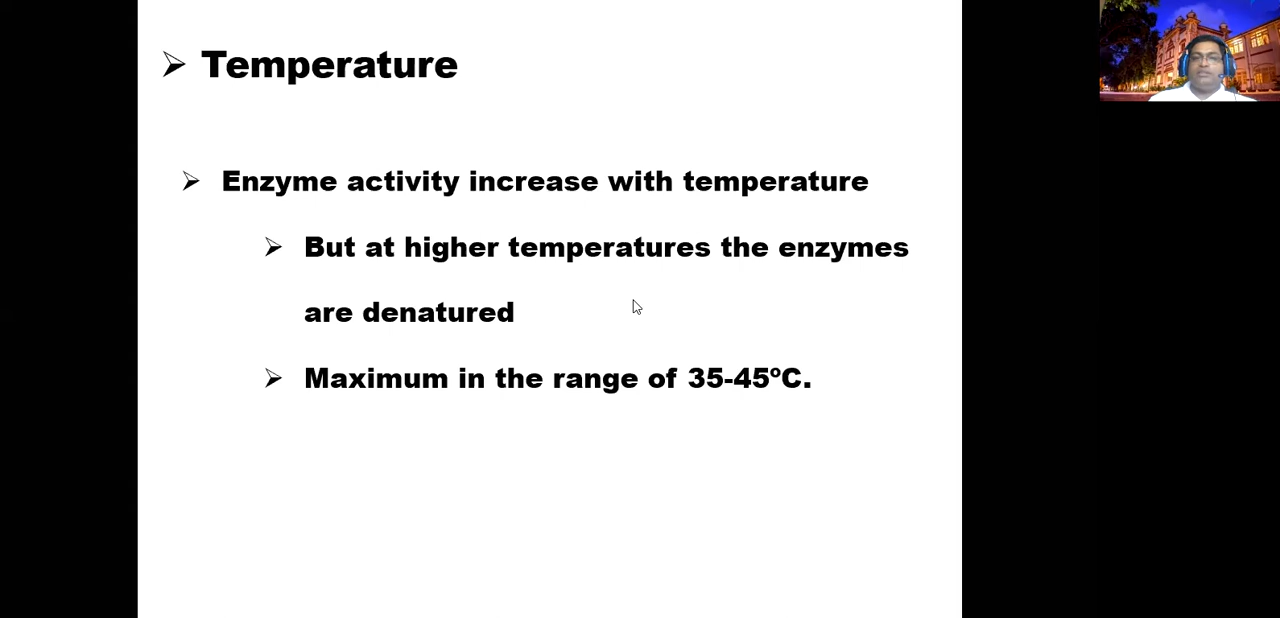 Temperature
Enzyme activity increase with temperature
But at higher temperatures the enzymes
are denatured
Maximum in the range of 35-45ºC.